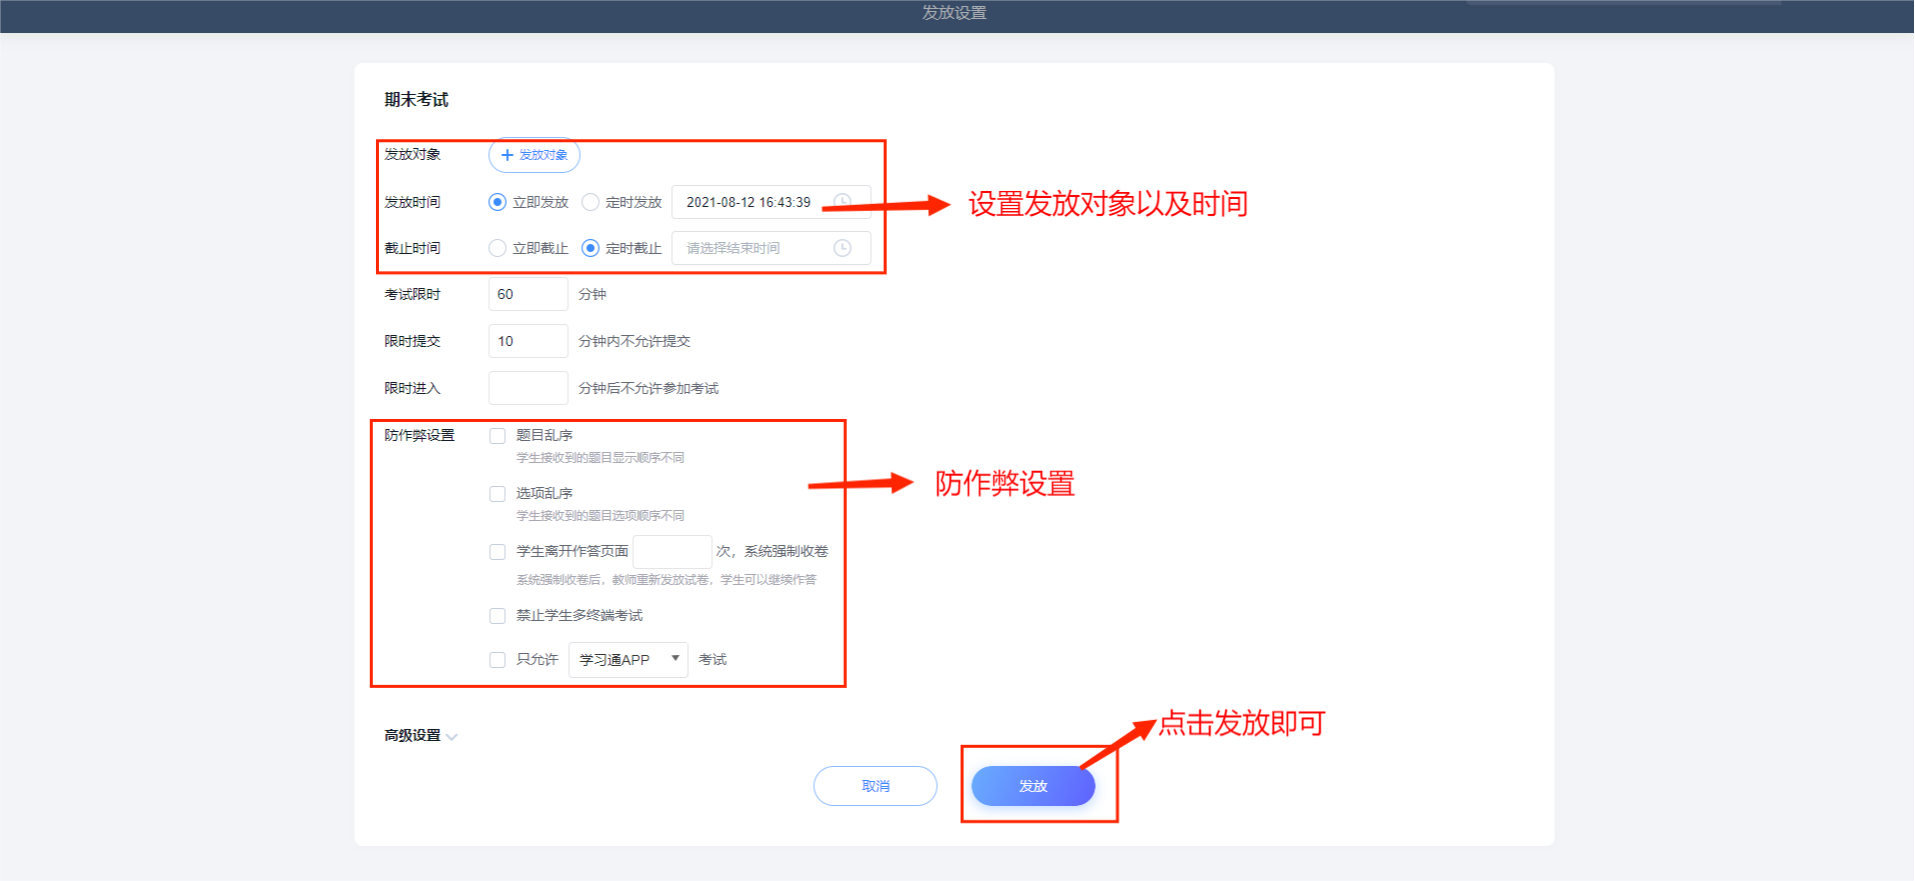 发放设置
期末考试
发放对象 + 发放对象
发放时间 立即发放 定时发放 2021-08-12 16:43:39 设置发放对象以及时间
截止时间 立即截止 定时截止 请选择结束时间
考试限时 60 分钟
限时提交 10 分钟内不允许提交
限时进入 分钟后不允许参加考试
防作弊设置 题目乱序
学生接收到的题目显示顺序不同
防作弊设置
选项乱序
学生接收到的题目选项顺序不同
学生离开作答页面 次，系统强制收卷
系统强制收卷后，教师重新发放试卷，学生可以继续作答
禁止学生多终端考试
只允许 学习通APP 考试
点击发放即可
高级设置
取消 发放